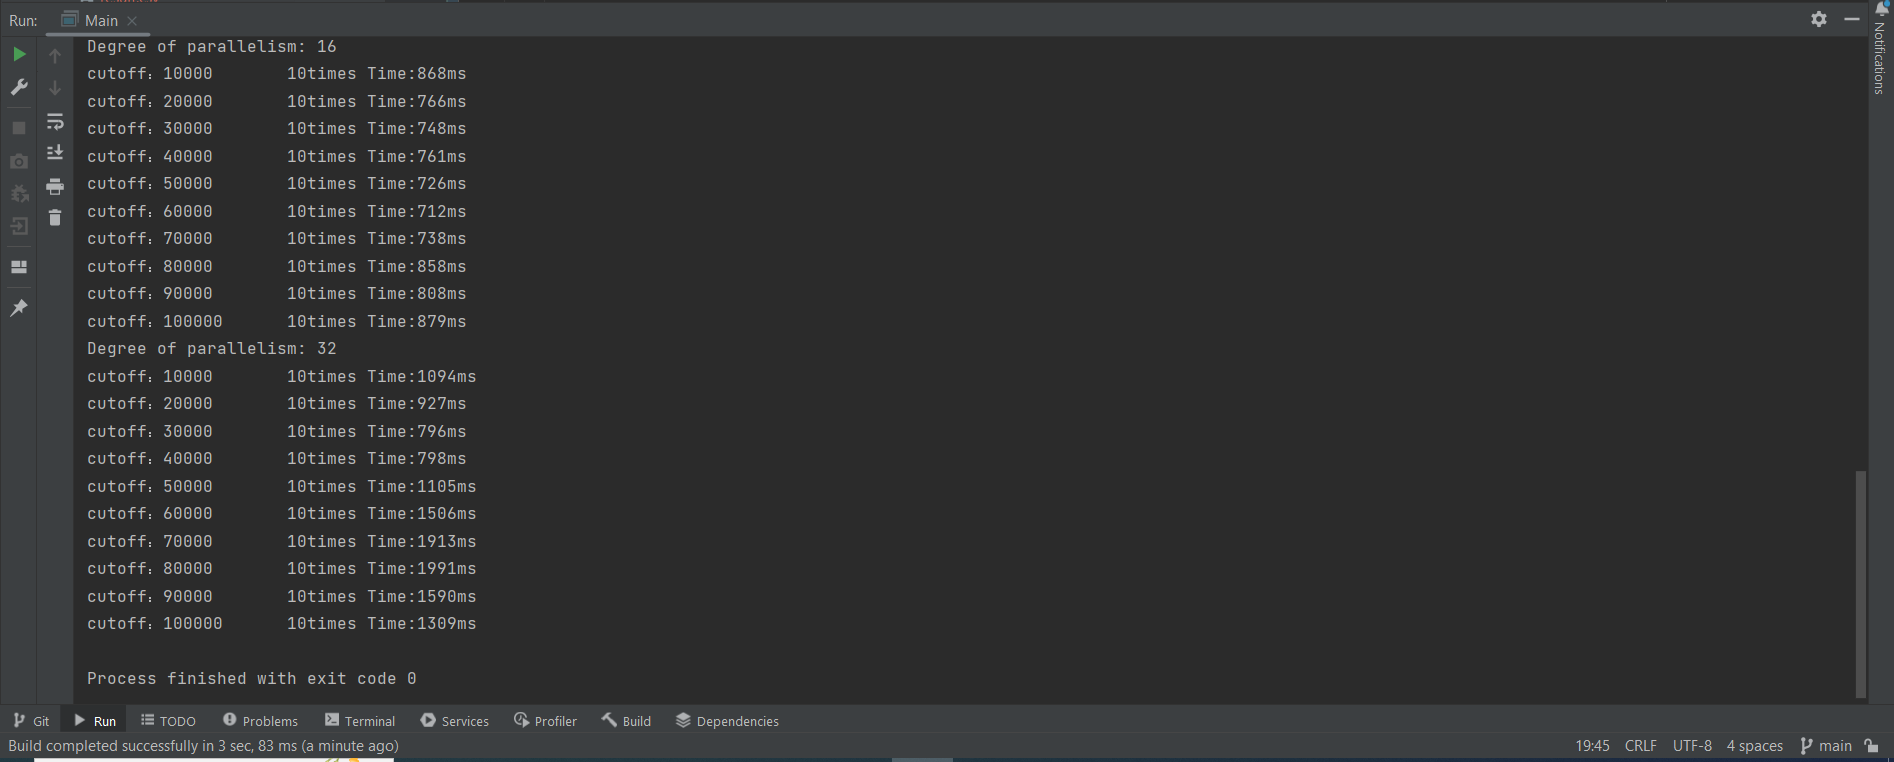 Run: Main
Degree of parallelism: 16
cutoff：10000 10times Time:868ms
cutoff：20000 10times Time:766ms
cutoff：30000 10times Time:748ms
cutoff：40000 10times Time:761ms
cutoff：50000 10times Time:726ms
cutoff：60000 10times Time:712ms
cutoff：70000 10times Time:738ms
cutoff：80000 10times Time:858ms
cutoff：90000 10times Time:808ms
cutoff：100000 10times Time:879ms
Degree of parallelism: 32
cutoff：10000 10times Time:1094ms
cutoff：20000 10times Time:927ms
cutoff：30000 10times Time:796ms
cutoff：40000 10times Time:798ms
cutoff：50000 10times Time:1105ms
cutoff：60000 10times Time:1506ms
cutoff：70000 10times Time:1913ms
cutoff：80000 10times Time:1991ms
cutoff：90000 10times Time:1590ms
cutoff：100000 10times Time:1309ms
Process finished with exit code 0
Notifications
Git Run TODO Problems Terminal Services Profiler Build Dependencies
Build completed successfully in 3 sec, 83 ms (a minute ago) 19:45 CRLF UTF-8 4 spaces main